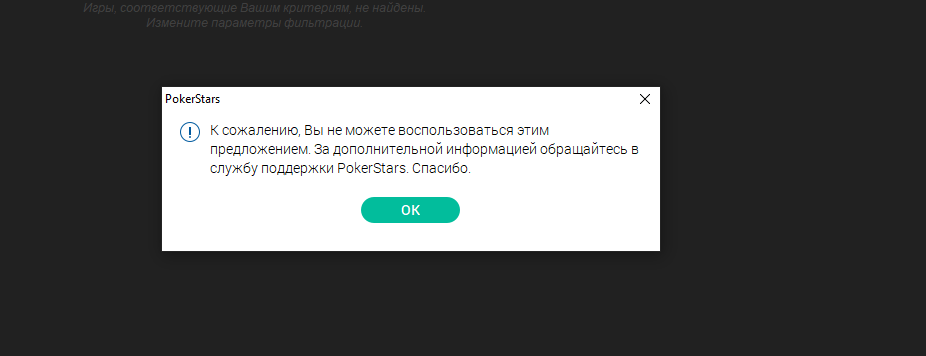 Игры, соответствующие Вашим критериям, не найдены.
Измените параметры фильтрации.
PokerStars
К сожалению, Вы не можете воспользоваться этим
предложением. За дополнительной информацией обращайтесь в
службу поддержки PokerStars. Спасибо.
OK